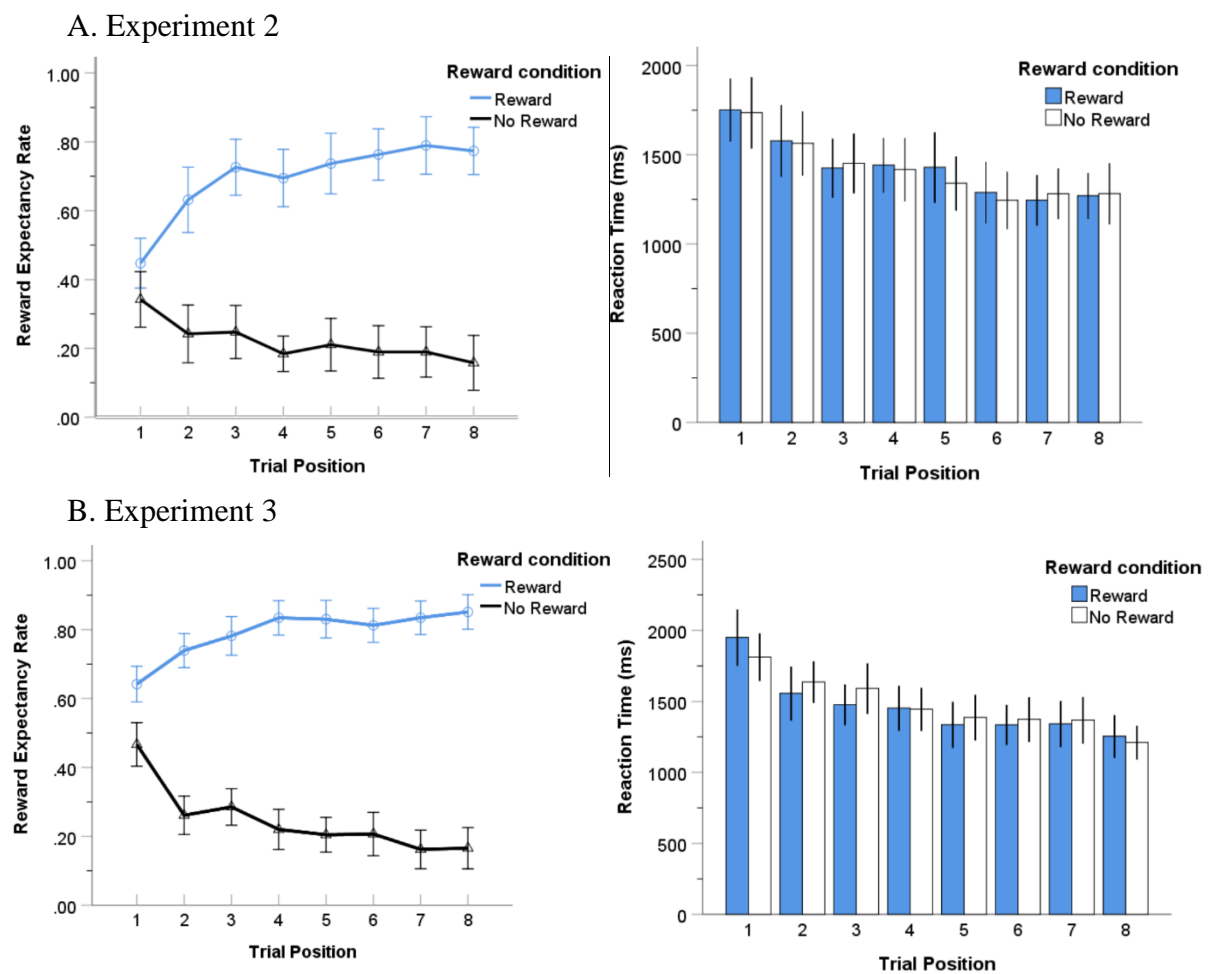 A. Experiment 2
Reward Expectancy Rate
1.00
.80
.60
.40
.20
.00
Reward condition
Reward
No Reward
1 2 3 4 5 6 7 8
Trial Position
Reaction Time (ms)
2000
1500
1000
500
0
Reward condition
Reward
No Reward
1 2 3 4 5 6 7 8
Trial Position
B. Experiment 3
Reward Expectancy Rate
1.00
.80
.60
.40
.20
.00
Reward condition
Reward
No Reward
1 2 3 4 5 6 7 8
Trial Position
Reaction Time (ms)
2500
2000
1500
1000
500
0
Reward condition
Reward
No Reward
1 2 3 4 5 6 7 8
Trial Position